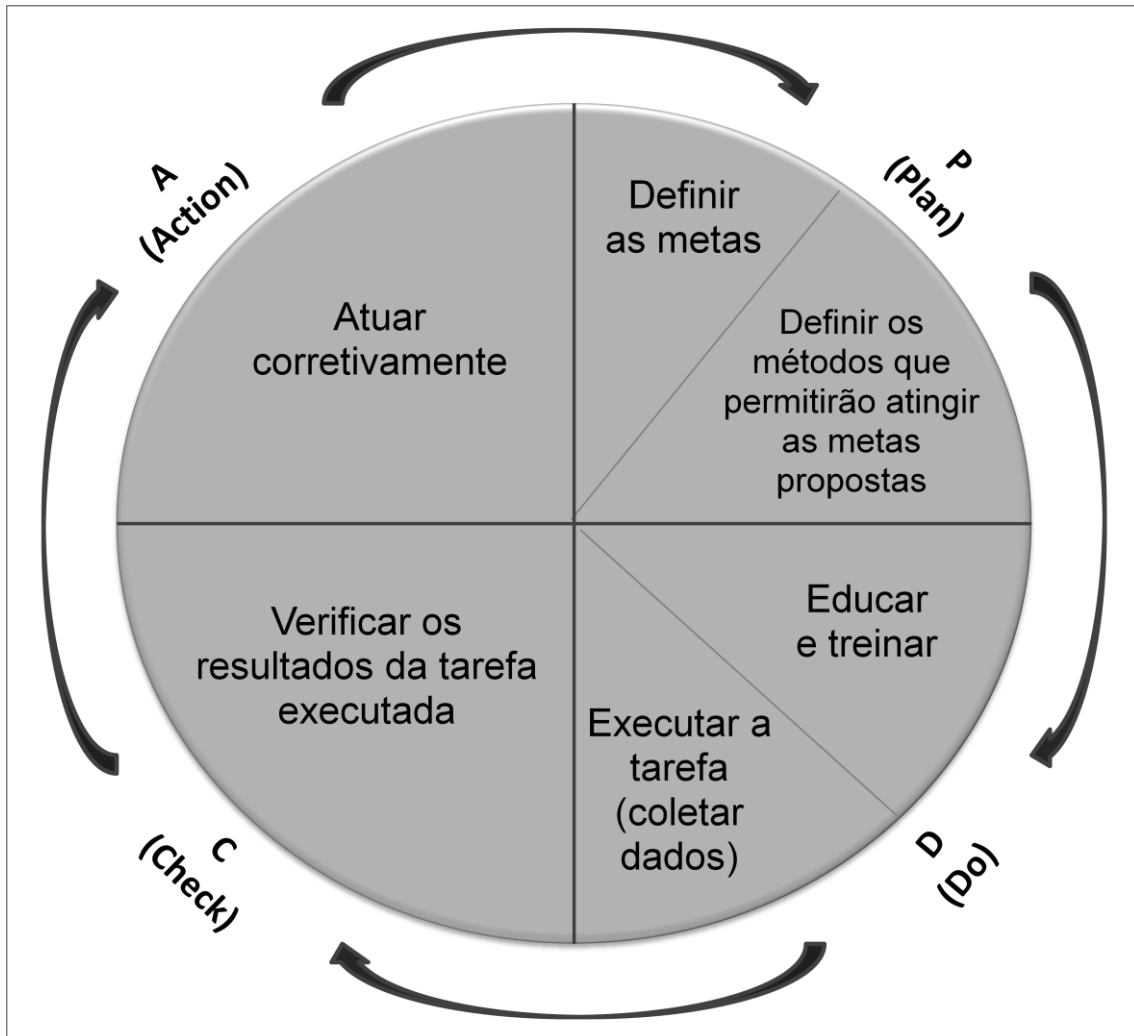 A
(Action)
P
(Plan)
Definir
as metas
Definir os
métodos que
permitirão atingir
as metas
propostas
Atuar
corretivamente
Educar
e treinar
Executar a
tarefa
(coletar
dados)
Verificar os
resultados da tarefa
executada
C
(Check)
D
(Do)